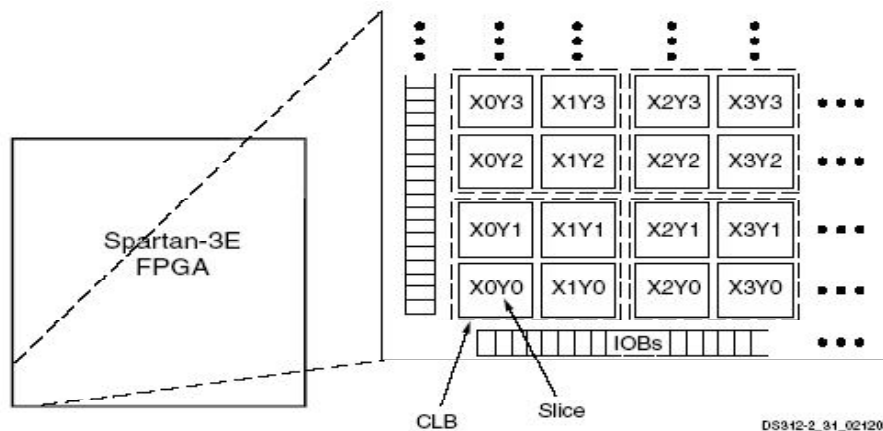 Spartan-3E
FPGA
X0Y3 X1Y3 X2Y3 X3Y3
X0Y2 X1Y2 X2Y2 X3Y2
X0Y1 X1Y1 X2Y1 X3Y1
X0Y0 X1Y0 X2Y0 X3Y0
IOBs
CLB
Slice
DS312-2_31_02120